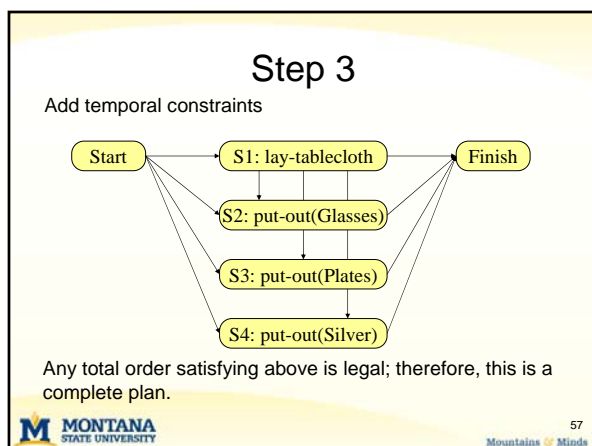 Step 3
Add temporal constraints
Start
S1: lay-tablecloth
Finish
S2: put-out(Glasses)
S3: put-out(Plates)
S4: put-out(Silver)
Any total order satisfying above is legal; therefore, this is a
complete plan.
M MONTANA
STATE UNIVERSITY
57
Mountains & Minds